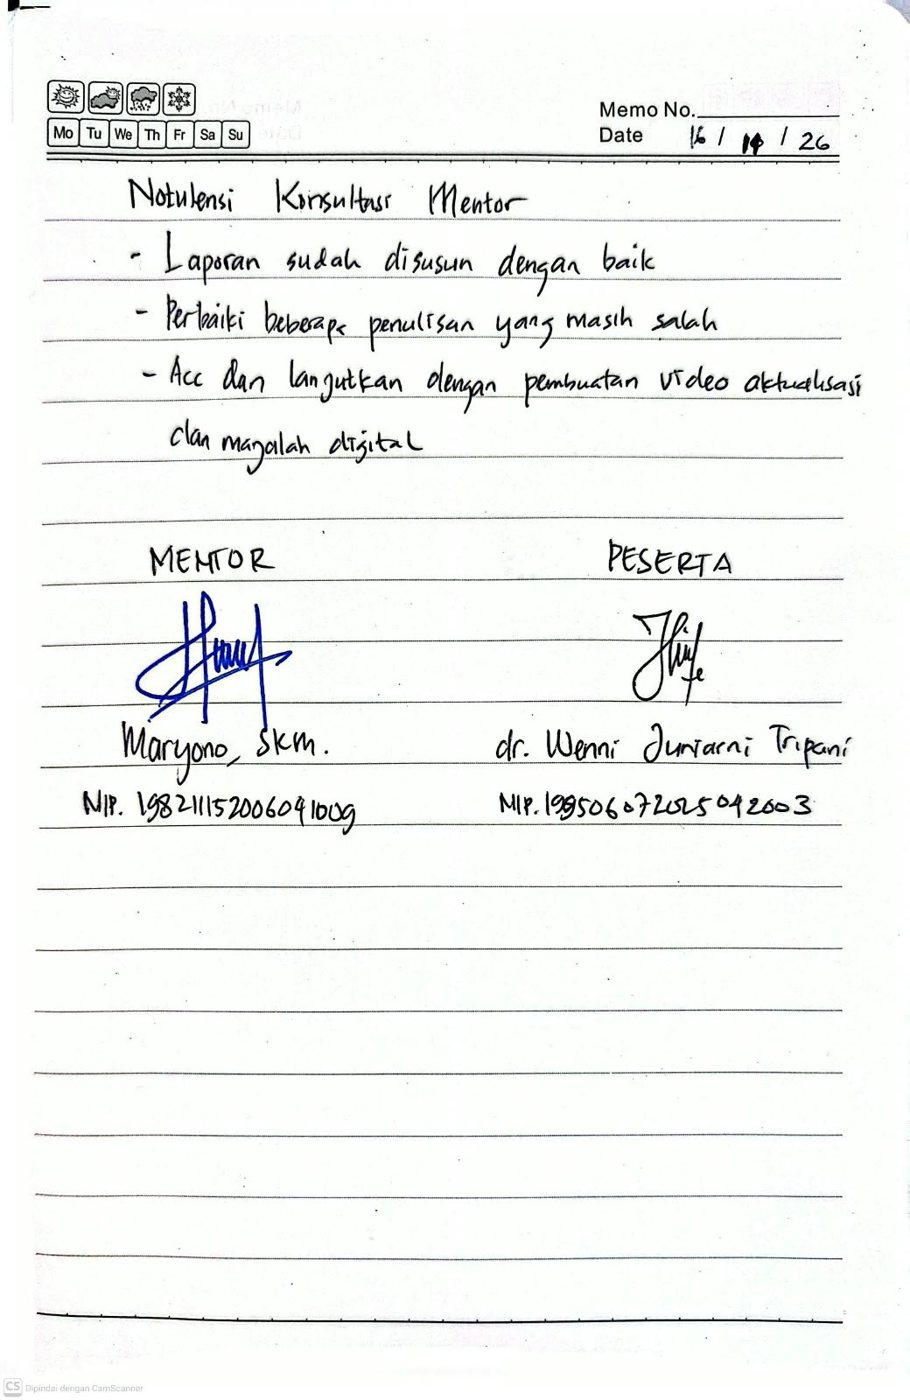 Mo Tu We Th Fr Sa Su
Memo No.
Date 16 / / 26
Notulensi Konsultasi Mentor
- Laporan sudah disusun dengan baik
- Perbaiki beberapa penulisan yang masih salah
- Acc dan lanjutkan dengan pembuatan video aktualisasi
dan majalah digital
MENTOR PESERTA
Maryono, SKM. dr. Wenni Juniarni Tripani
NIP. 198211152006041009 NIP. 199506072025042003
CS Dipindai dengan CamScanner